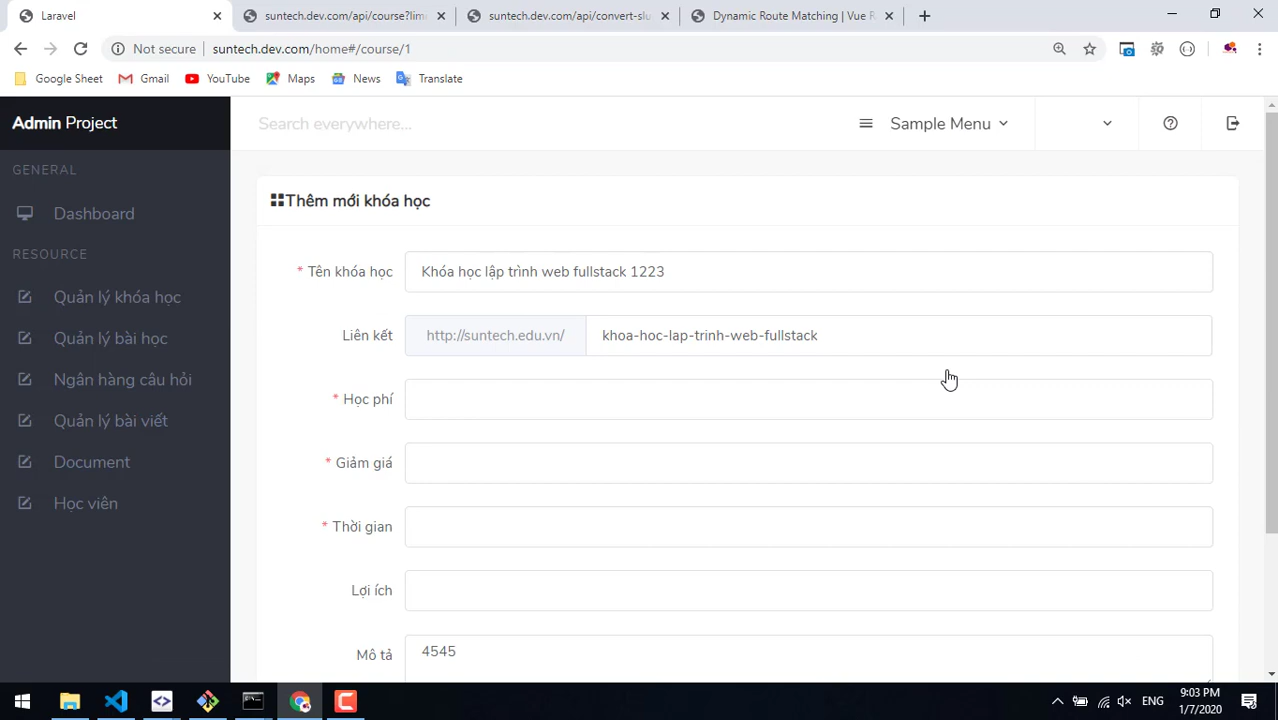 Laravel
suntech.dev.com/api/course?lim
suntech.dev.com/api/convert-slu
Dynamic Route Matching | Vue R
Not secure
suntech.dev.com/home#/course/1
Google Sheet
Gmail
YouTube
Maps
News
Translate
Admin Project
Search everywhere...
Sample Menu
GENERAL
Dashboard
RESOURCE
Quản lý khóa học
Quản lý bài học
Ngân hàng câu hỏi
Quản lý bài viết
Document
Học viên
Thêm mới khóa học
* Tên khóa học
Khóa học lập trình web fullstack 1223
Liên kết
http://suntech.edu.vn/
khoa-hoc-lap-trinh-web-fullstack
* Học phí
* Giảm giá
* Thời gian
Lợi ích
Mô tả
4545
ENG
9:03 PM
1/7/2020